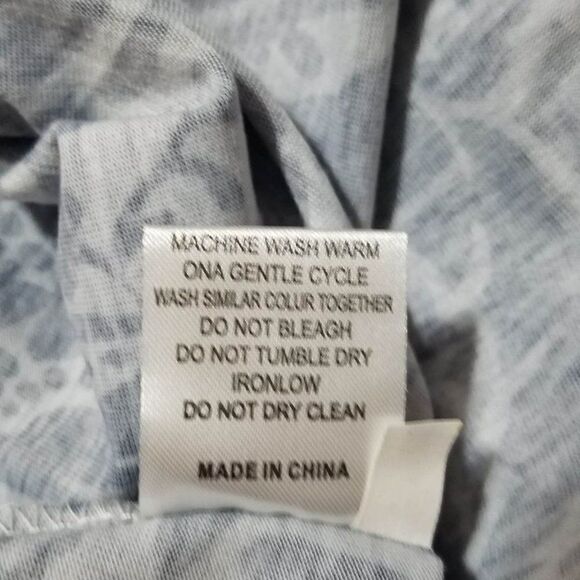 MACHINE WASH WARM
ONA GENTLE CYCLE
WASH SIMILAR COLUR TOGETHER
DO NOT BLEAGH
DO NOT TUMBLE DRY
IRONLOW
DO NOT DRY CLEAN
MADE IN CHINA